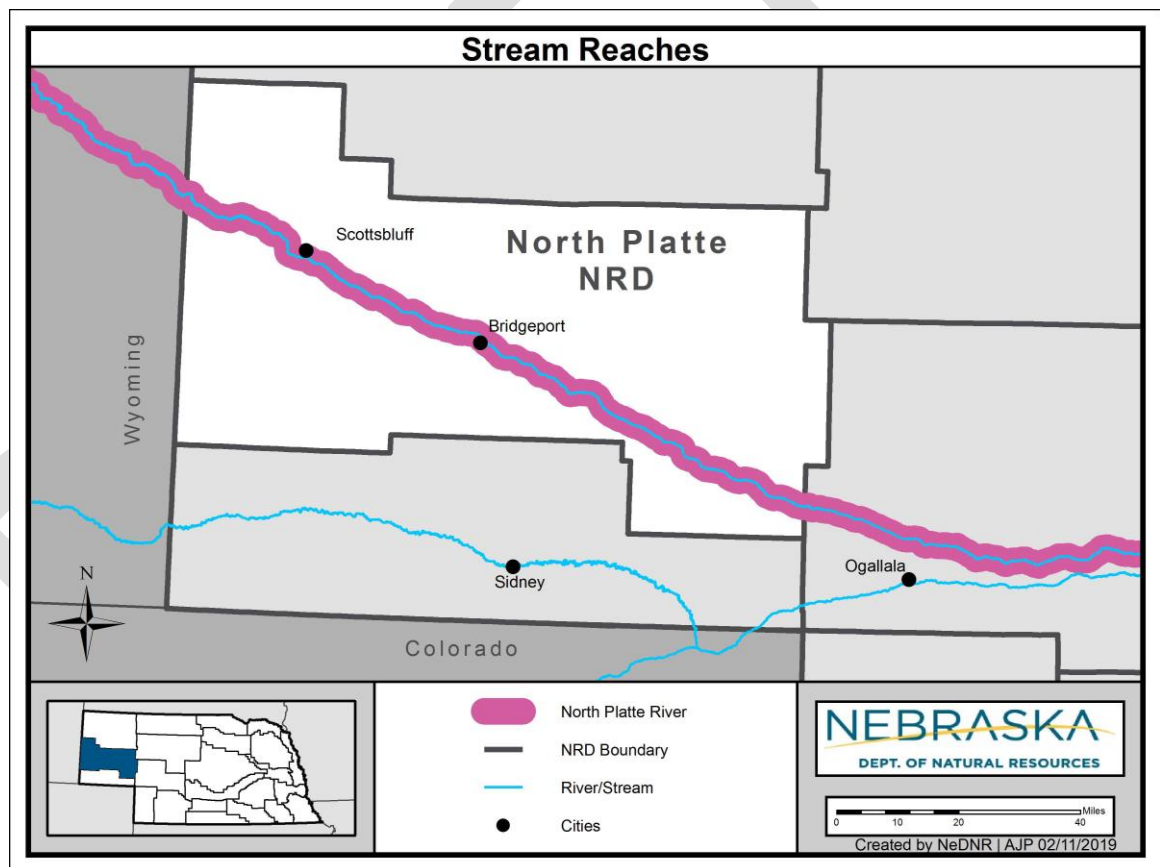 Stream Reaches
Scottsbluff
North Platte
NRD
Bridgeport
Wyoming
Ogallala
Sidney
N
Colorado
North Platte River
NRD Boundary
River/Stream
Cities
NEBRASKA
DEPT. OF NATURAL RESOURCES
Miles
0 10 20 40
Created by NeDNR | AJP 02/11/2019